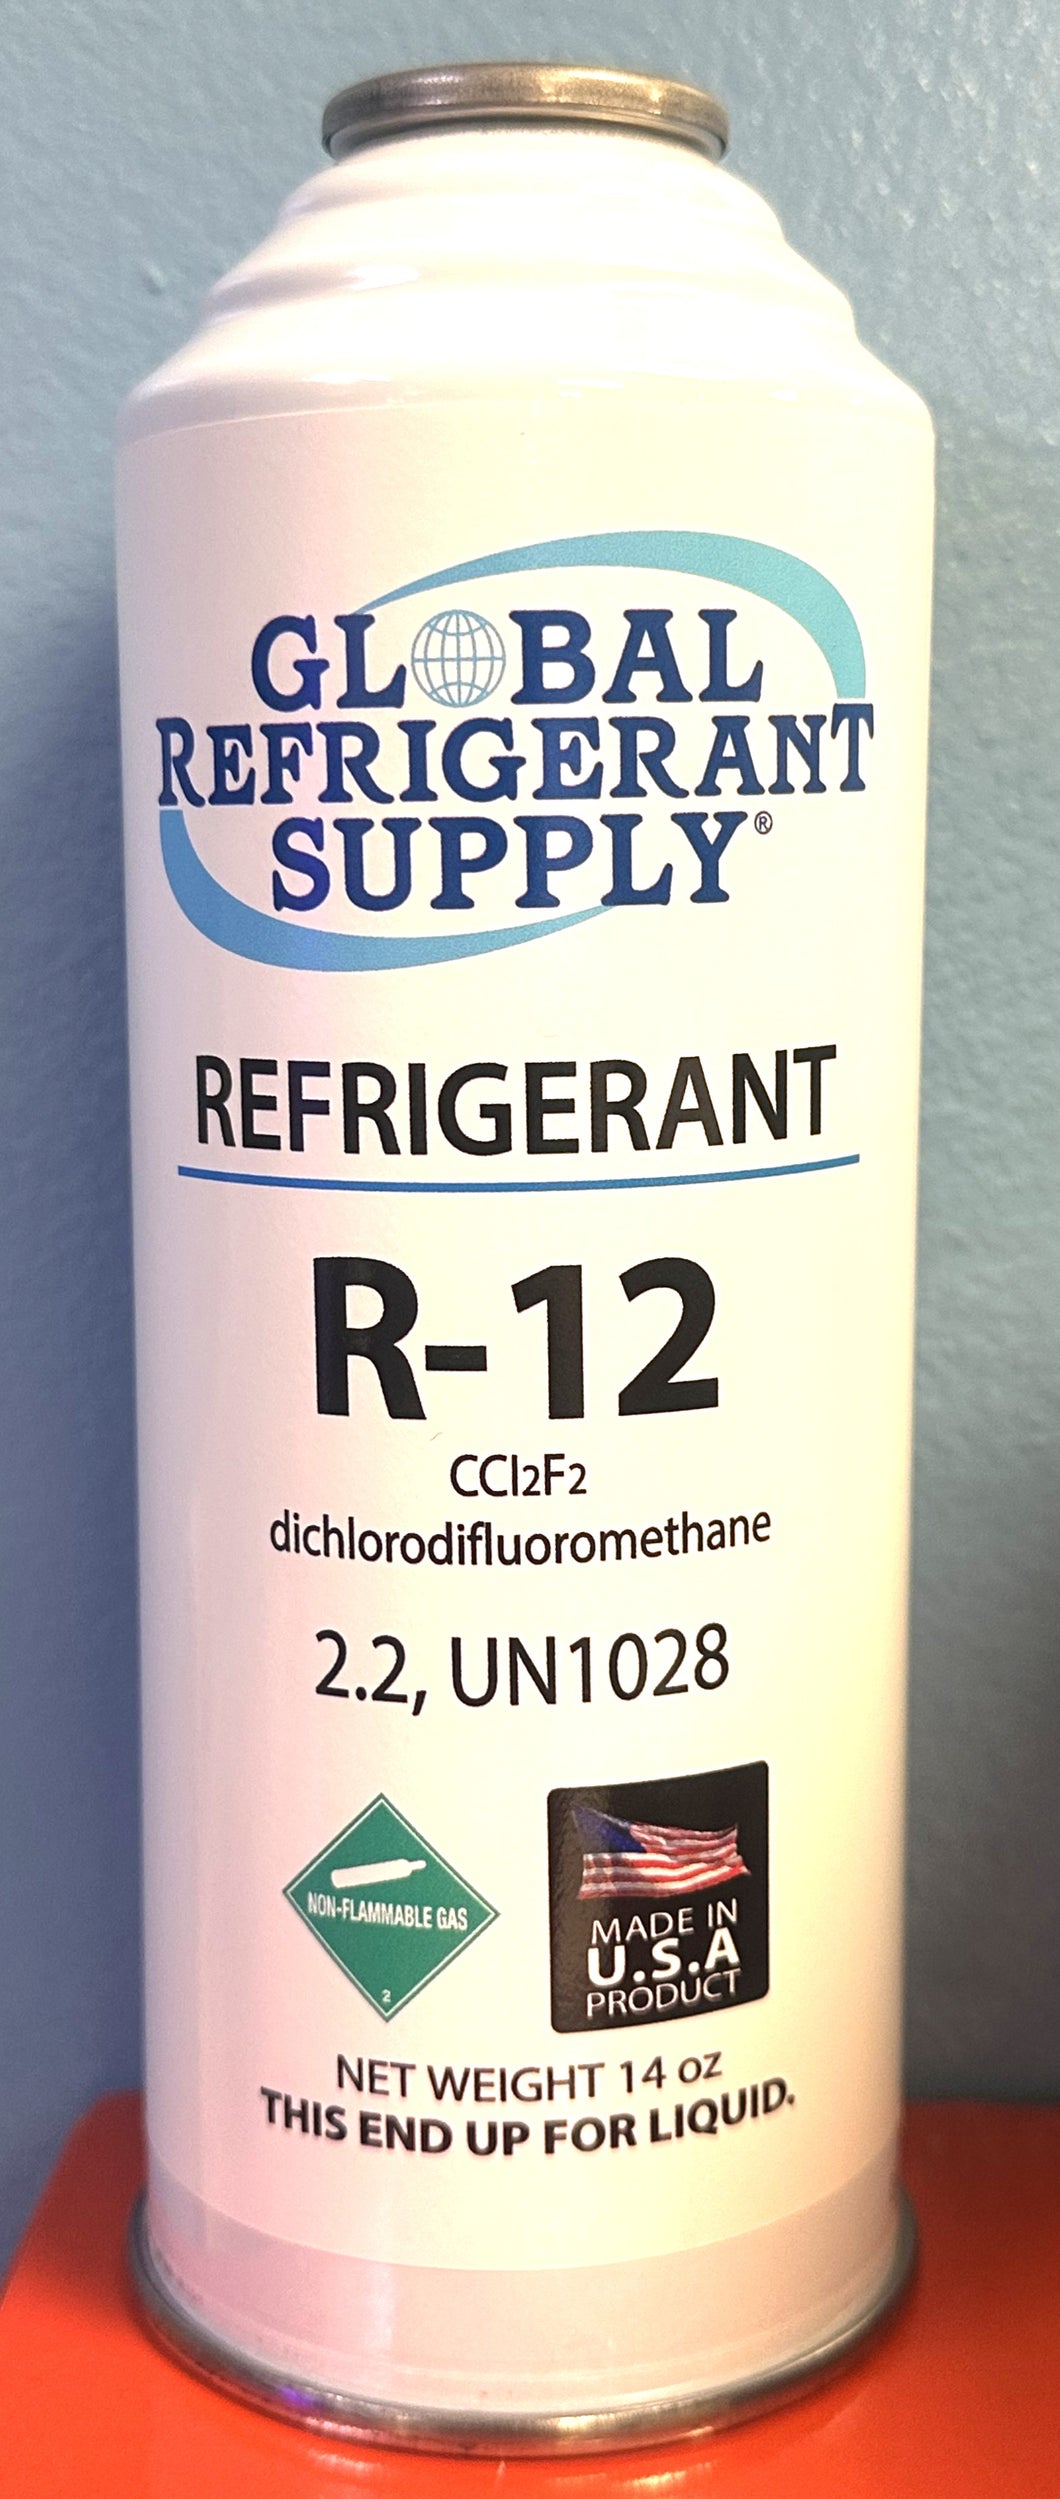 GLOBAL
REFRIGERANT
SUPPLY®
REFRIGERANT
R-12
CCl2F2
dichlorodifluoromethane
2.2, UN1028
NON-FLAMMABLE GAS
2
MADE IN
U.S.A
PRODUCT
NET WEIGHT 14 oz
THIS END UP FOR LIQUID.